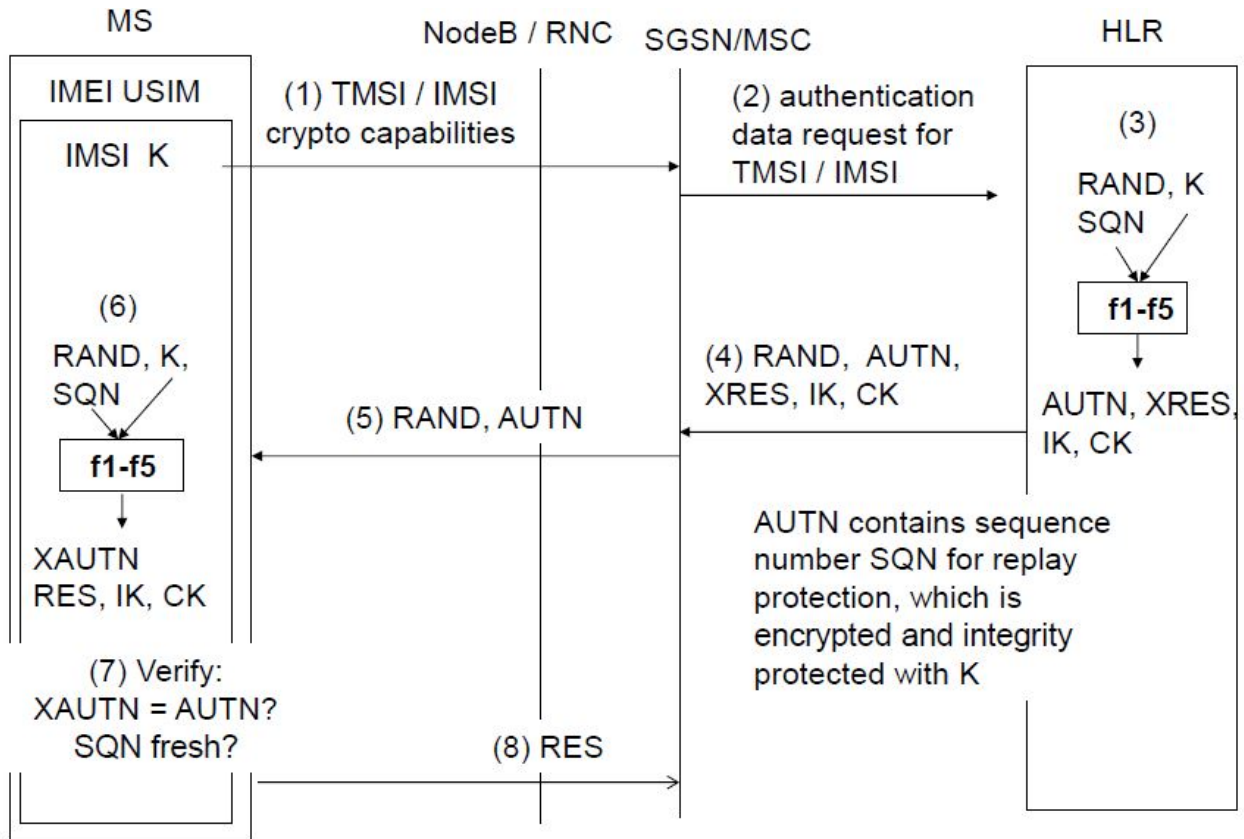 MS
NodeB / RNC
SGSN/MSC
HLR
IMEI USIM
IMSI K
(1) TMSI / IMSI
crypto capabilities
(2) authentication
data request for
TMSI / IMSI
(3)
RAND, K
SQN
f1-f5
AUTN, XRES,
IK, CK
(4) RAND, AUTN,
XRES, IK, CK
(5) RAND, AUTN
(6)
RAND, K,
SQN
f1-f5
XAUTN
RES, IK, CK
AUTN contains sequence
number SQN for replay
protection, which is
encrypted and integrity
protected with K
(7) Verify:
XAUTN = AUTN?
SQN fresh?
(8) RES